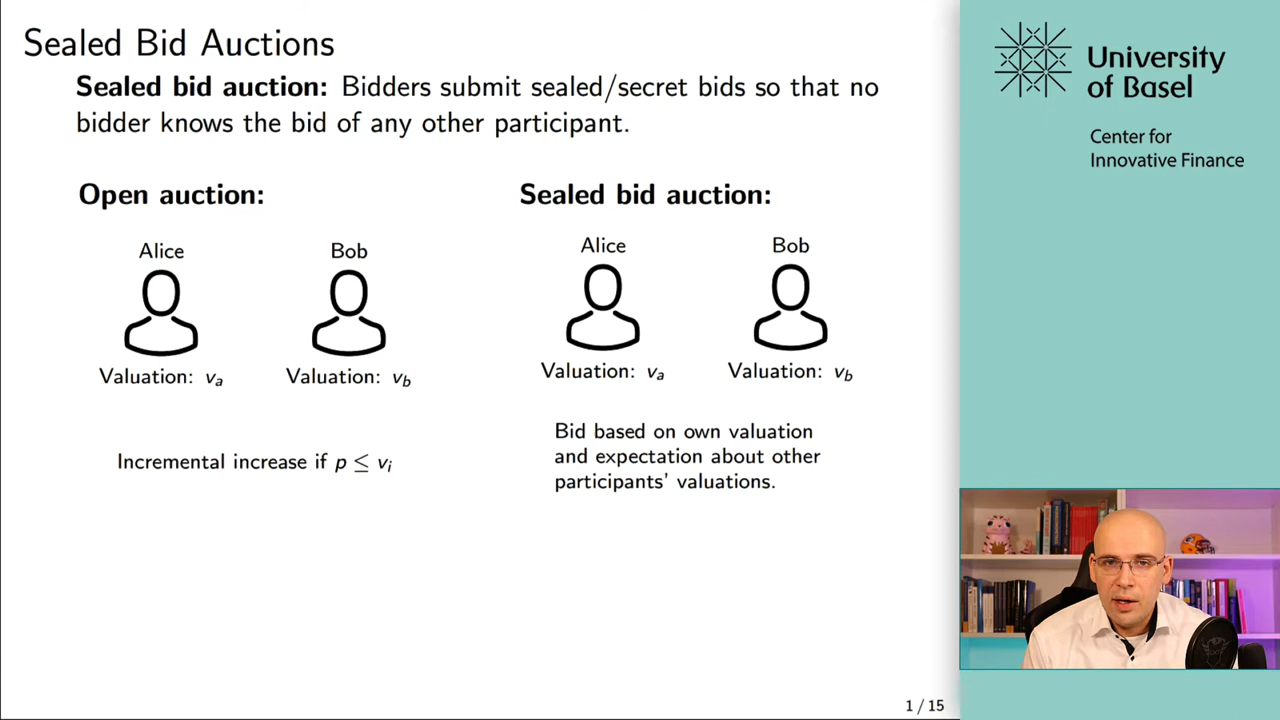 Sealed Bid Auctions
Sealed bid auction: Bidders submit sealed/secret bids so that no
bidder knows the bid of any other participant.
Open auction:
Alice
Bob
Valuation: vₐ
Valuation: v_b
Incremental increase if p ≤ vᵢ
Sealed bid auction:
Alice
Bob
Valuation: vₐ
Valuation: v_b
Bid based on own valuation
and expectation about other
participants' valuations.
1 / 15
University
of Basel
Center for
Innovative Finance